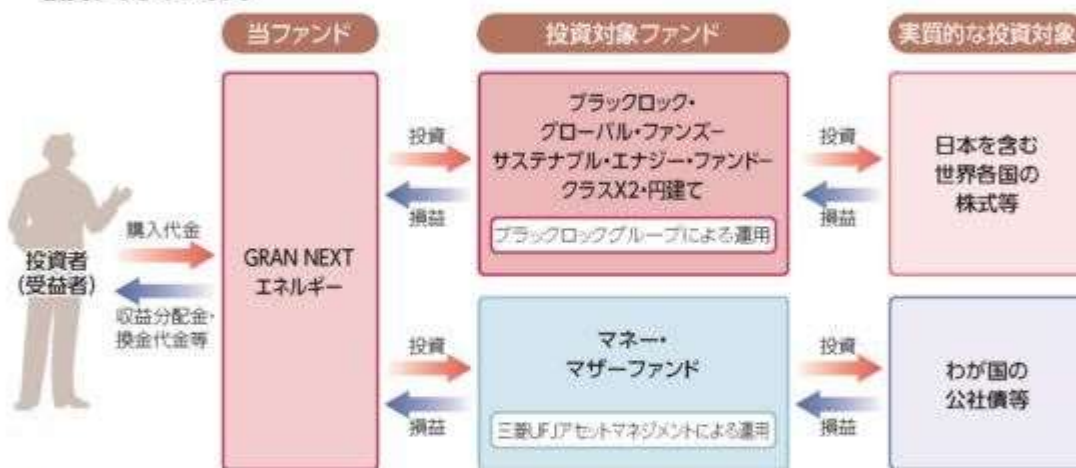 当ファンド
投資対象ファンド
実質的な投資対象
投資者
(受益者)
購入代金
収益分配金・
換金代金等
GRAN NEXT
エネルギー
投資
損益
ブラックロック・
グローバル・ファンズー
サステナブル・エナジー・ファンドー
クラスX2・円建て
ブラックロックグループによる運用
投資
損益
日本を含む
世界各国の
株式等
投資
損益
マネー・
マザーファンド
三菱UFJアセットマネジメントによる運用
投資
損益
わが国の
公社債等